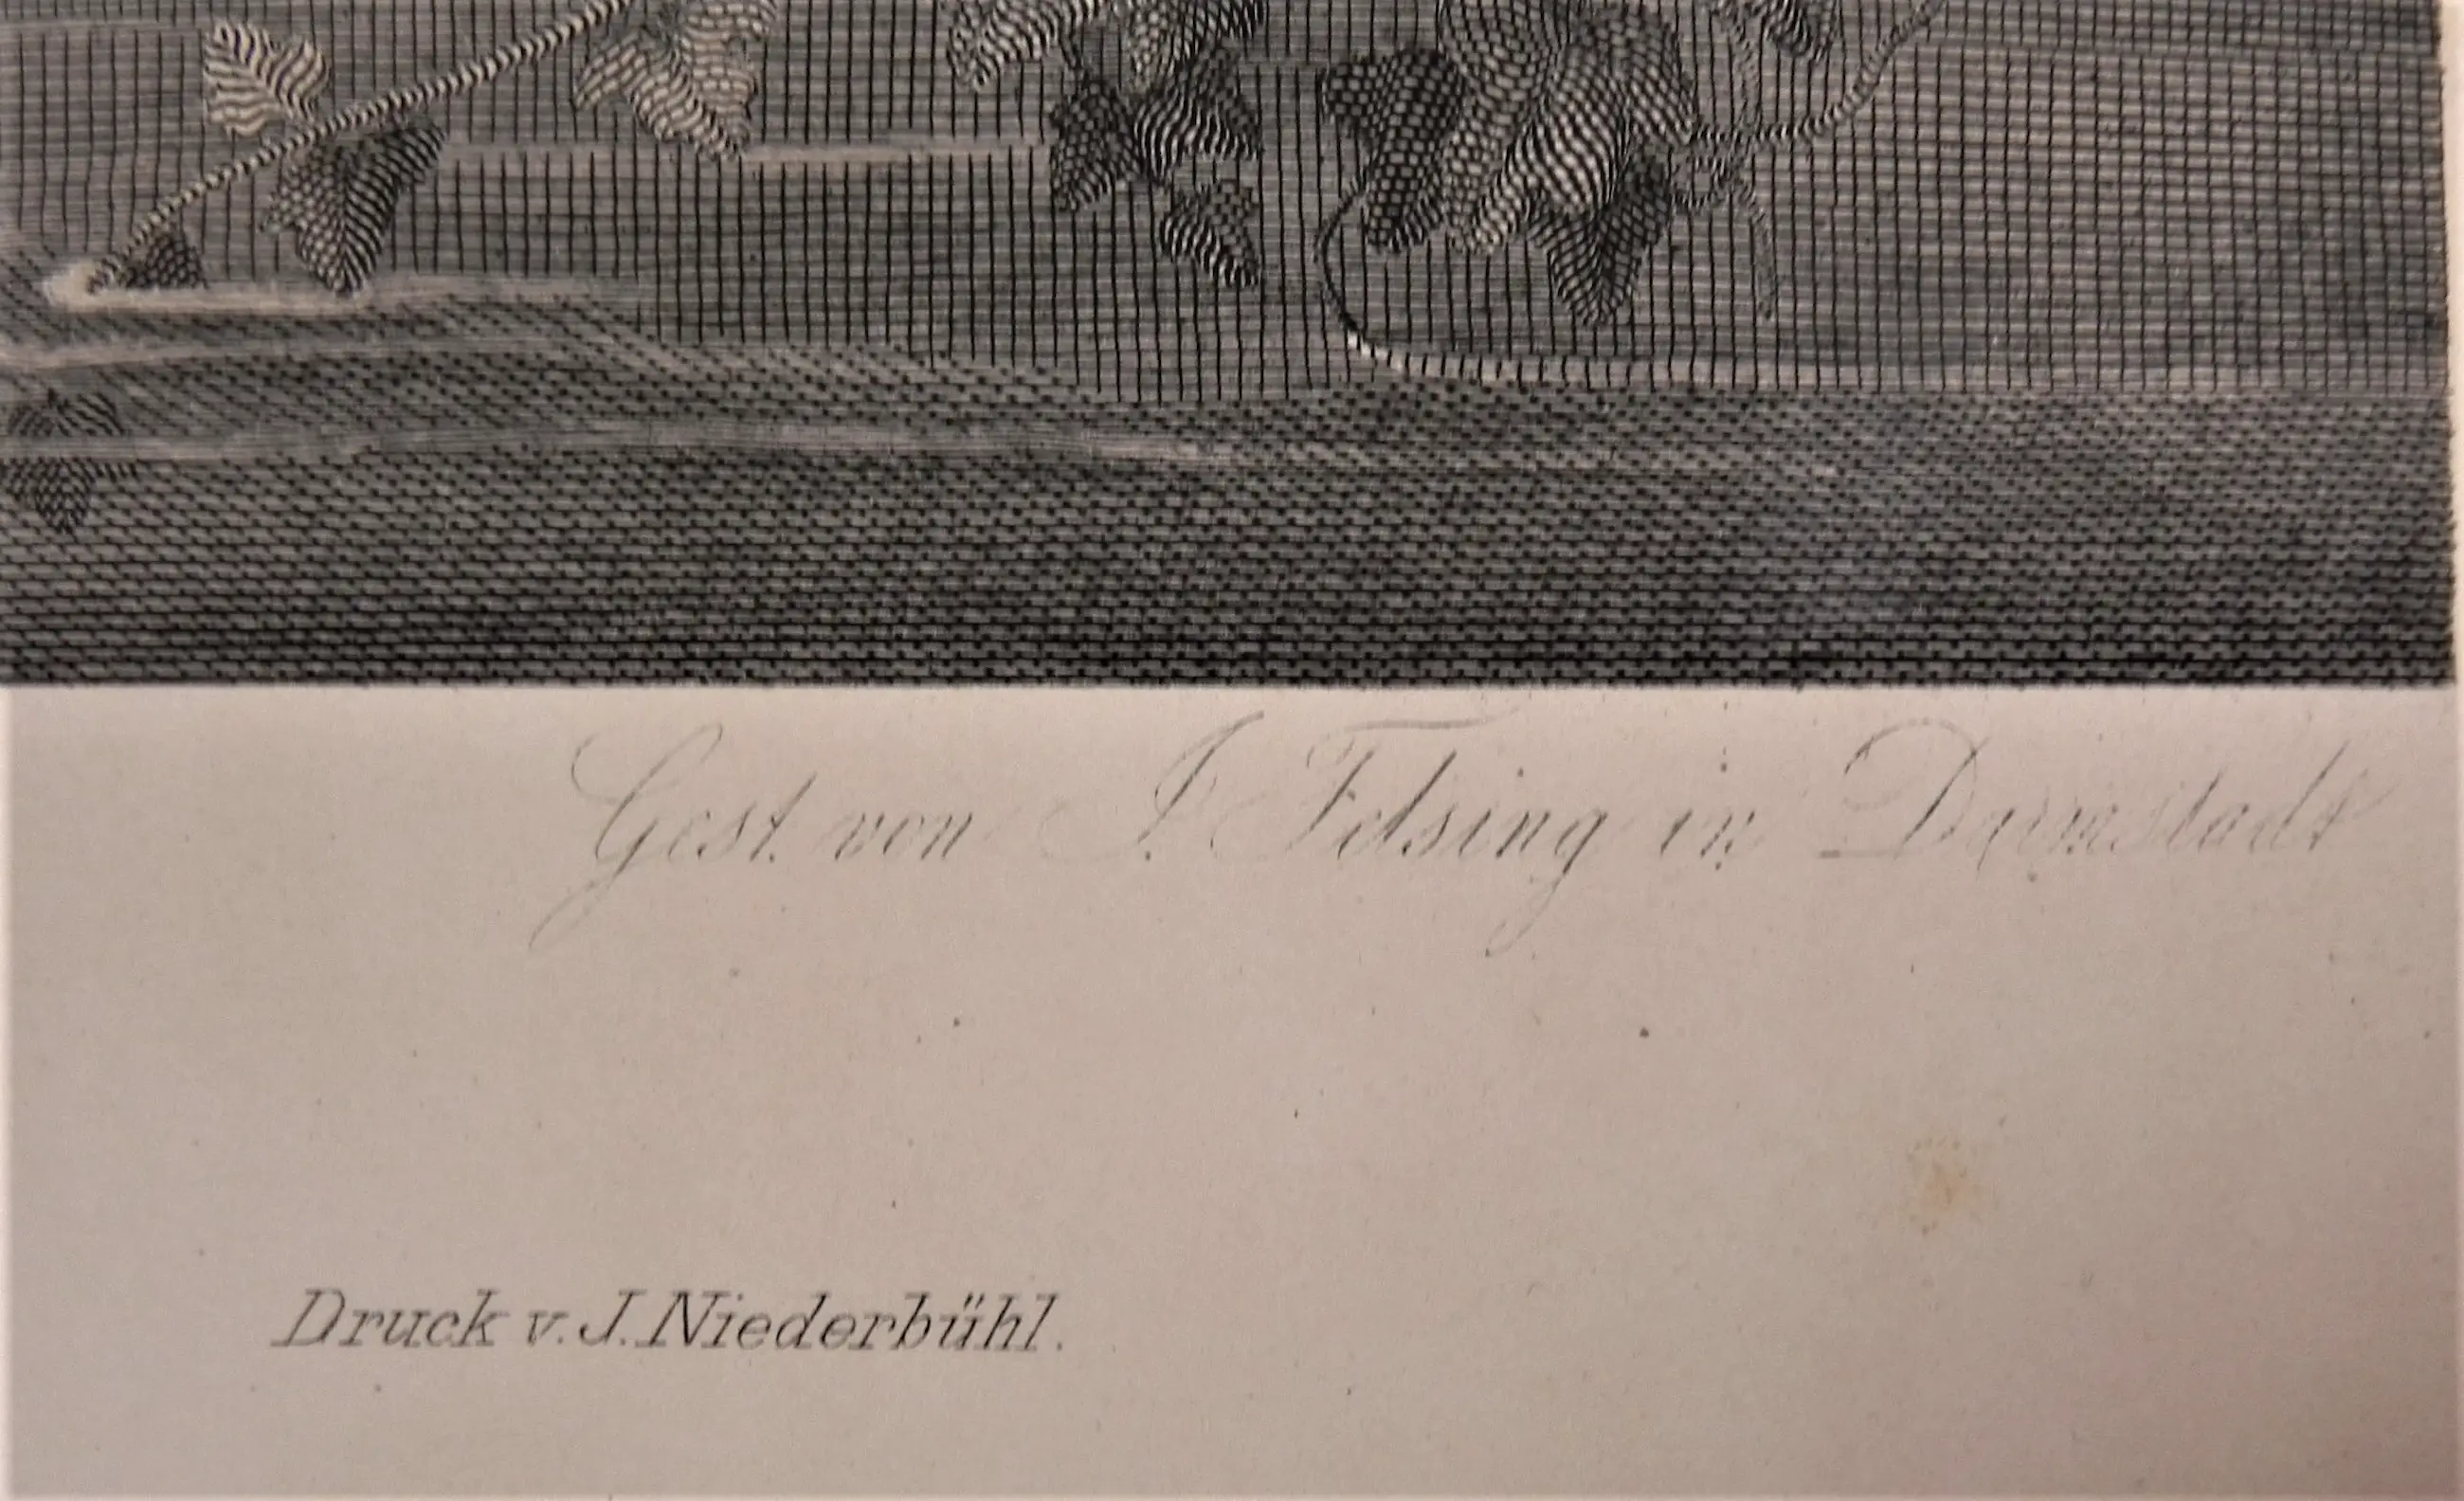 Gest. von J. Felsing in Darmstadt
Druck v. J. Niederbühl.